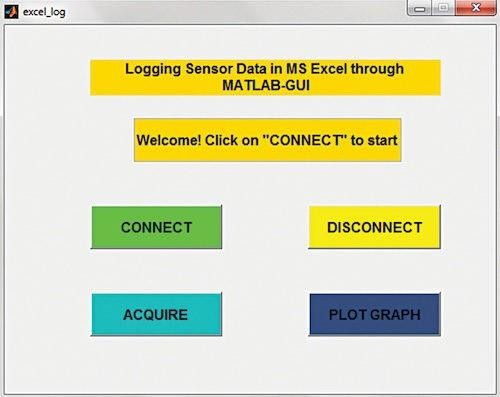 excel_log
Logging Sensor Data in MS Excel through
MATLAB-GUI
Welcome! Click on "CONNECT" to start
CONNECT
DISCONNECT
ACQUIRE
PLOT GRAPH